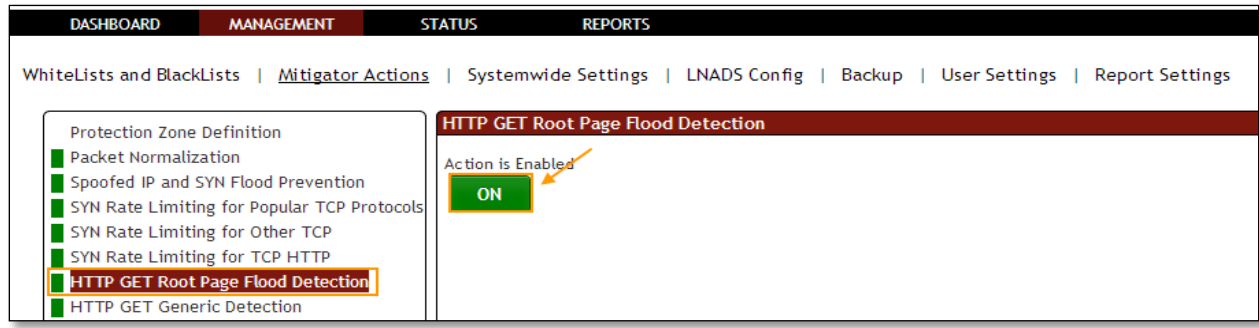 DASHBOARD MANAGEMENT STATUS REPORTS
WhiteLists and BlackLists | Mitigator Actions | Systemwide Settings | LNADS Config | Backup | User Settings | Report Settings
Protection Zone Definition
Packet Normalization
Spoofed IP and SYN Flood Prevention
SYN Rate Limiting for Popular TCP Protocols
SYN Rate Limiting for Other TCP
SYN Rate Limiting for TCP HTTP
HTTP GET Root Page Flood Detection
HTTP GET Generic Detection
HTTP GET Root Page Flood Detection
Action is Enabled
ON